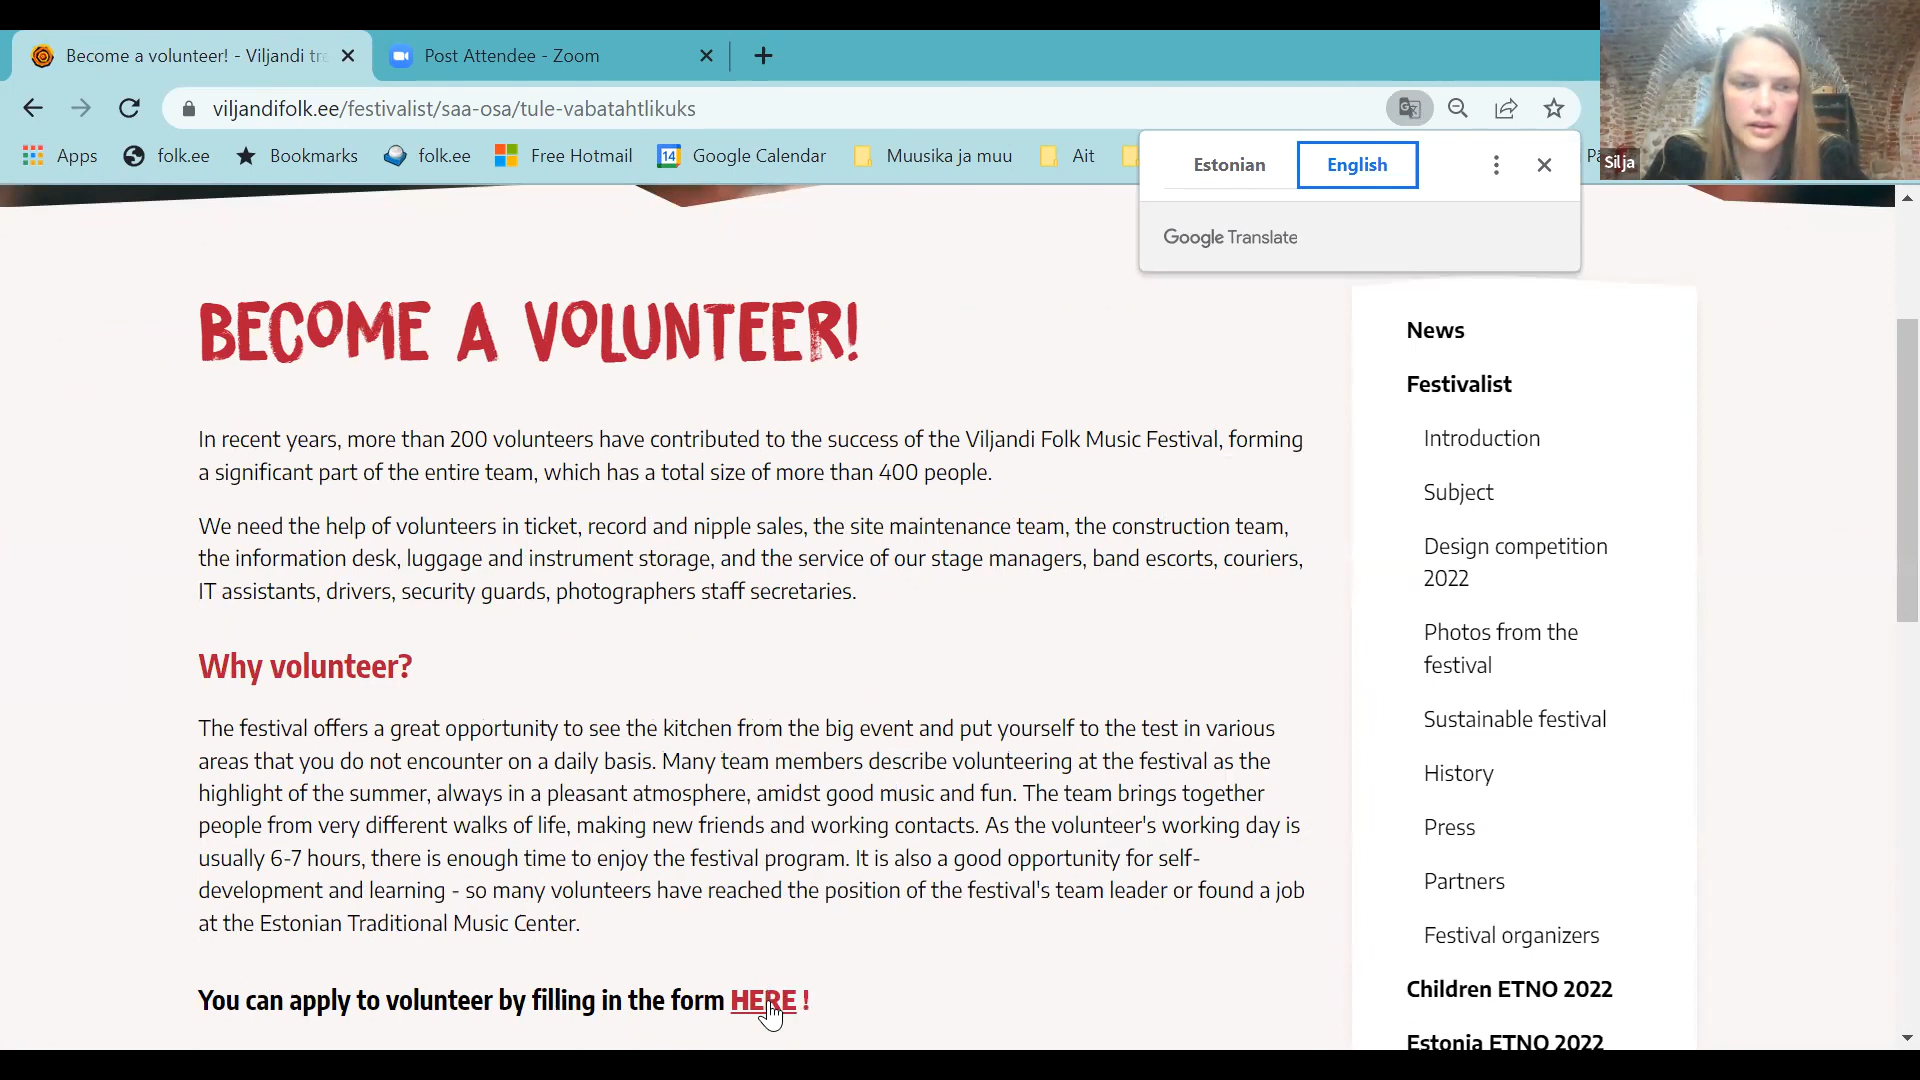 Become a volunteer! - Viljandi tr
Post Attendee - Zoom
viljandifolk.ee/festivalist/saa-osa/tule-vabatahtlikuks
Apps
folk.ee
Bookmarks
folk.ee
Free Hotmail
14
Google Calendar
Muusika ja muu
Ait
Silja
Estonian
English
Google Translate
BECOME A VOLUNTEER!
In recent years, more than 200 volunteers have contributed to the success of the Viljandi Folk Music Festival, forming
a significant part of the entire team, which has a total size of more than 400 people.
We need the help of volunteers in ticket, record and nipple sales, the site maintenance team, the construction team,
the information desk, luggage and instrument storage, and the service of our stage managers, band escorts, couriers,
IT assistants, drivers, security guards, photographers staff secretaries.
Why volunteer?
The festival offers a great opportunity to see the kitchen from the big event and put yourself to the test in various
areas that you do not encounter on a daily basis. Many team members describe volunteering at the festival as the
highlight of the summer, always in a pleasant atmosphere, amidst good music and fun. The team brings together
people from very different walks of life, making new friends and working contacts. As the volunteer's working day is
usually 6-7 hours, there is enough time to enjoy the festival program. It is also a good opportunity for self-
development and learning - so many volunteers have reached the position of the festival's team leader or found a job
at the Estonian Traditional Music Center.
You can apply to volunteer by filling in the form HERE !
News
Festivalist
Introduction
Subject
Design competition
2022
Photos from the
festival
Sustainable festival
History
Press
Partners
Festival organizers
Children ETNO 2022
Estonia ETNO 2022